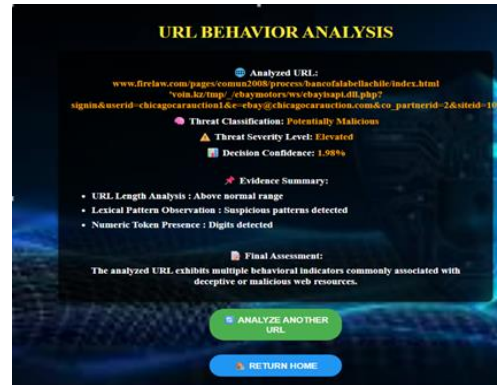 URL BEHAVIOR ANALYSIS
Analyzed URL:
www.firelaw.com/pages/comun2008/process/bancofalabellachile/index.html
'voin.kz/tmp/_/ebaymotors/ws/ebayisapi.dll.php?
signin&userid=chicagocarauction1&e=ebay@chicagocarauction.com&co_partnerid=2&siteid=10
Threat Classification: Potentially Malicious
Threat Severity Level: Elevated
Decision Confidence: 1.98%
Evidence Summary:
• URL Length Analysis : Above normal range
• Lexical Pattern Observation : Suspicious patterns detected
• Numeric Token Presence : Digits detected
Final Assessment:
The analyzed URL exhibits multiple behavioral indicators commonly associated with
deceptive or malicious web resources.
ANALYZE ANOTHER
URL
RETURN HOME